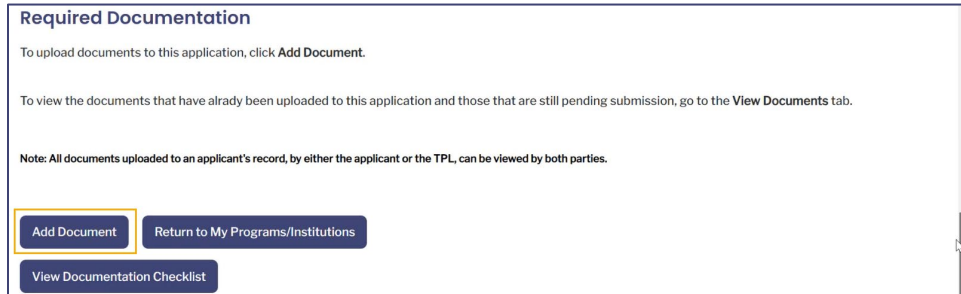 Required Documentation
To upload documents to this application, click Add Document.
To view the documents that have alrady been uploaded to this application and those that are still pending submission, go to the View Documents tab.
Note: All documents uploaded to an applicant's record, by either the applicant or the TPL, can be viewed by both parties.
Add Document Return to My Programs/Institutions
View Documentation Checklist